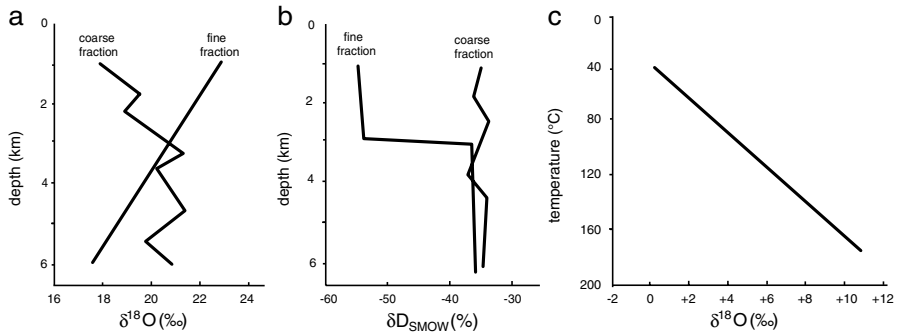 a
0
2
4
6
depth (km)
coarse
fraction
fine
fraction
16
18
20
22
24
δ¹⁸O (‰)
b
0
2
4
6
depth (km)
fine
fraction
coarse
fraction
-60
-50
-40
-30
δD_SMOW (%)
c
0
40
80
120
160
200
temperature (°C)
-2
0
+2
+4
+6
+8
+10
+12
δ¹⁸O (‰)